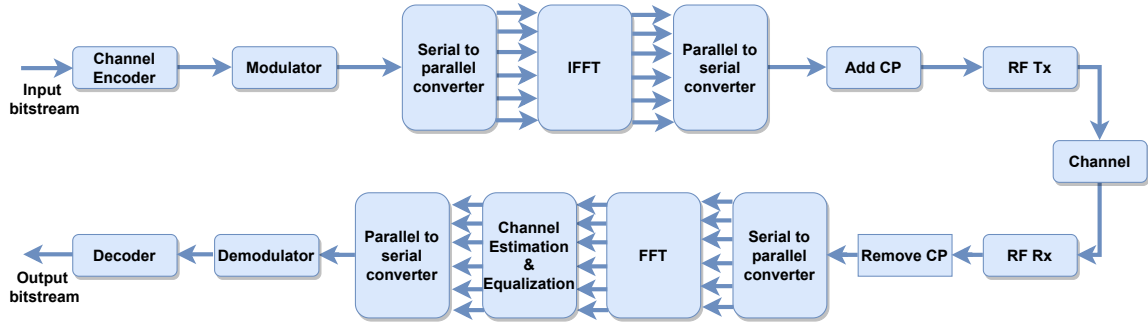 Input
bitstream
Channel
Encoder
Modulator
Serial to
parallel
converter
IFFT
Parallel to
serial
converter
Add CP
RF Tx
Channel
RF Rx
Remove CP
Serial to
parallel
converter
FFT
Channel
Estimation
&
Equalization
Parallel to
serial
converter
Demodulator
Decoder
Output
bitstream